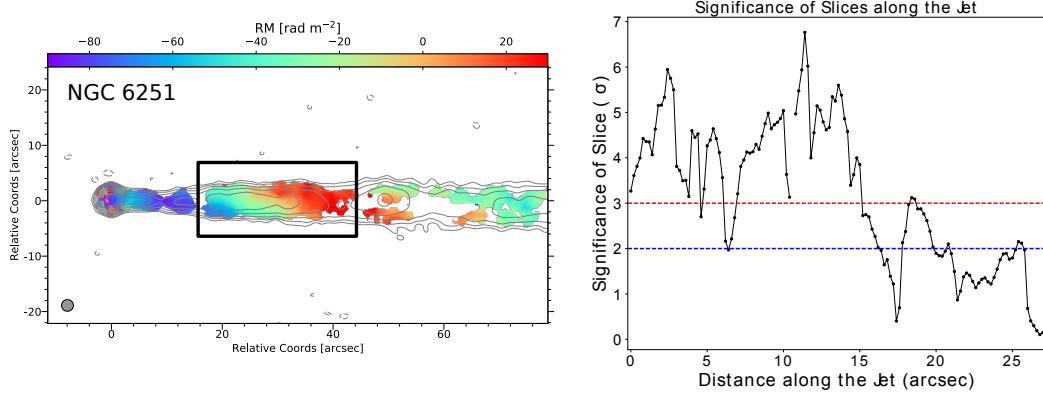 RM [rad m⁻²]
−80 −60 −40 −20 0 20
NGC 6251
Relative Coords [arcsec]
20
10
0
-10
-20
0 20 40 60
Relative Coords [arcsec]
Significance of Slices along the Jet
Significance of Slice ( σ)
7
6
5
4
3
2
1
0
0 5 10 15 20 25
Distance along the Jet (arcsec)